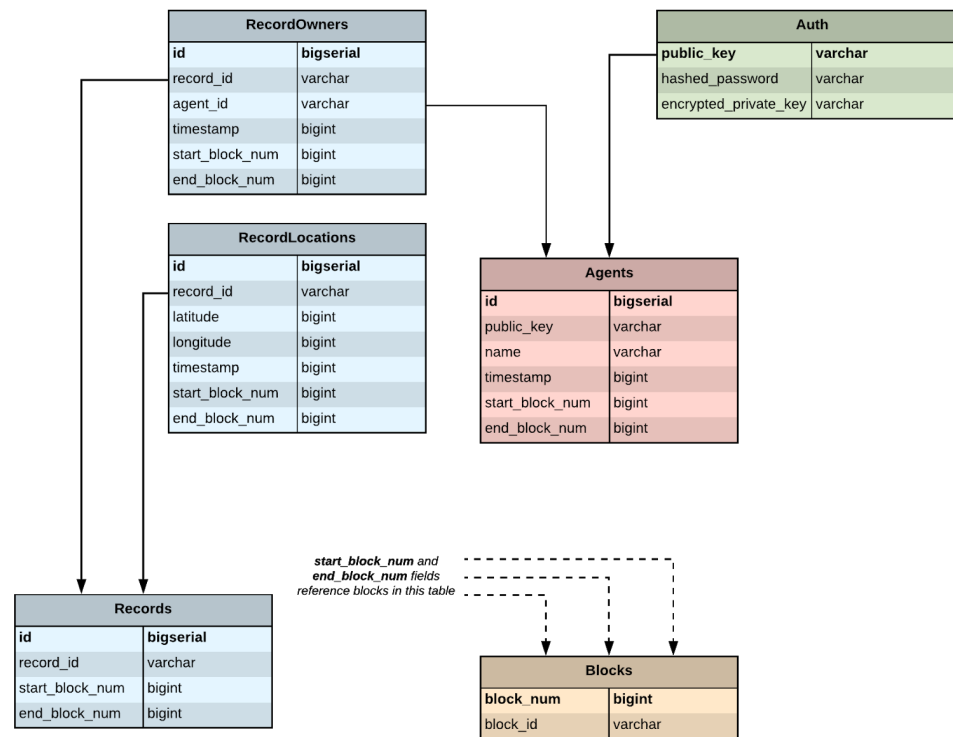 RecordOwners
id bigserial
record_id varchar
agent_id varchar
timestamp bigint
start_block_num bigint
end_block_num bigint
Auth
public_key varchar
hashed_password varchar
encrypted_private_key varchar
RecordLocations
id bigserial
record_id varchar
latitude bigint
longitude bigint
timestamp bigint
start_block_num bigint
end_block_num bigint
Agents
id bigserial
public_key varchar
name varchar
timestamp bigint
start_block_num bigint
end_block_num bigint
start_block_num and
end_block_num fields
reference blocks in this table
Records
id bigserial
record_id varchar
start_block_num bigint
end_block_num bigint
Blocks
block_num bigint
block_id varchar